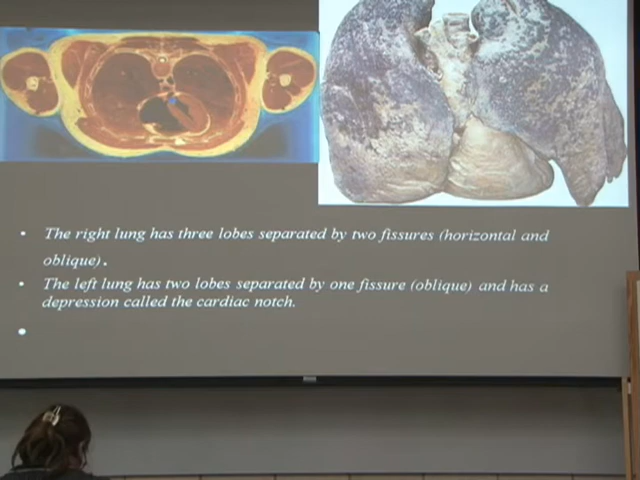 • The right lung has three lobes separated by two fissures (horizontal and
oblique).
• The left lung has two lobes separated by one fissure (oblique) and has a
depression called the cardiac notch.
•